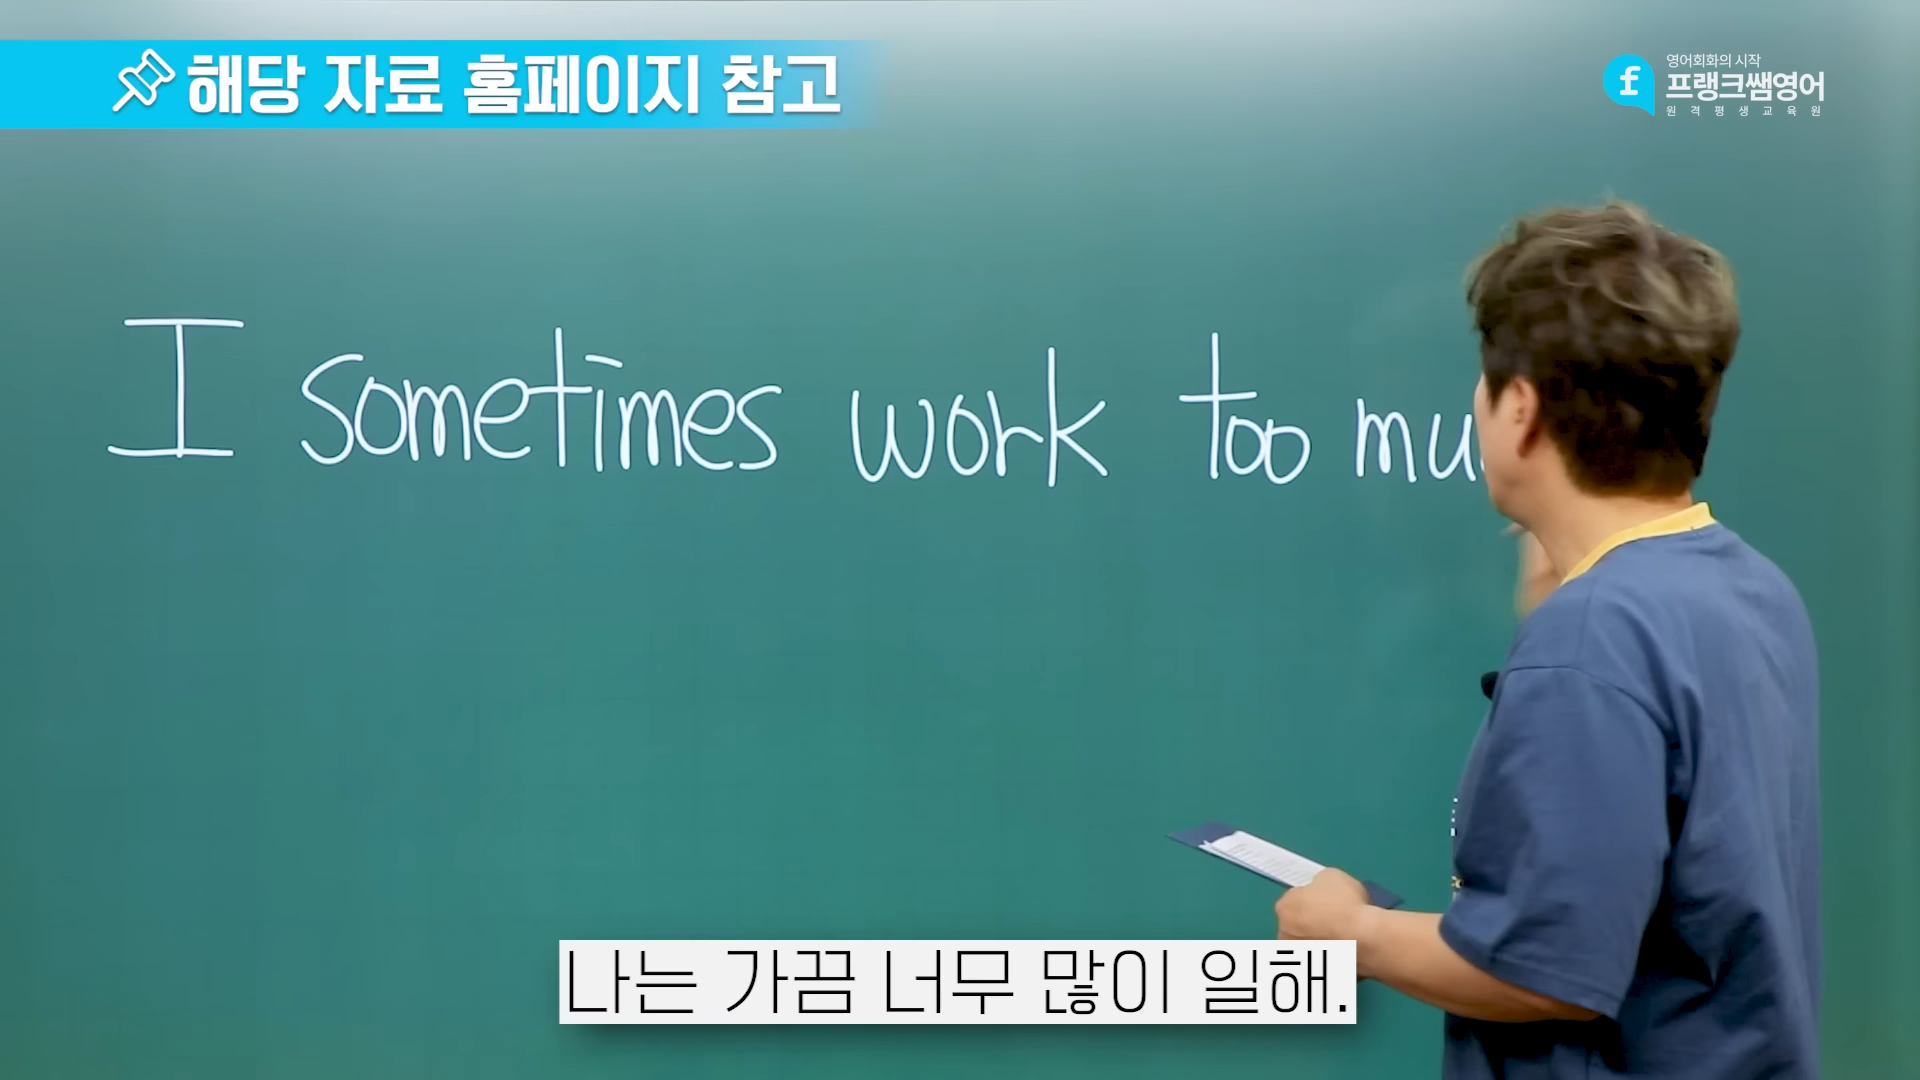 해당 자료 홈페이지 참고
영어회화의 시작
프랭크쌤영어
원격평생교육원
I sometimes work too
나는 가끔 너무 많이 일해.